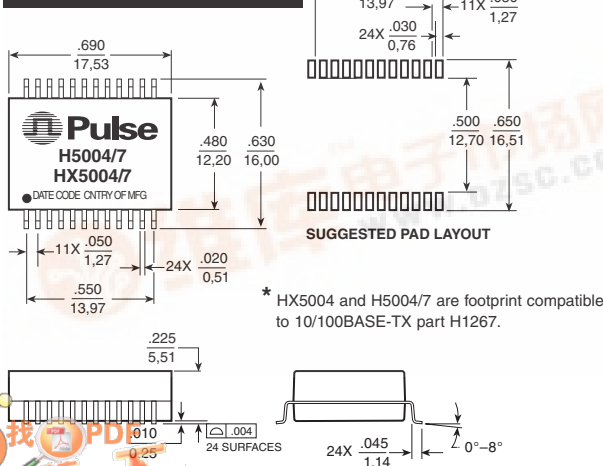 13,97
11X
1,27
24X .030
0,76
.690
17,53
Pulse
H5004/7
HX5004/7
DATE CODE CNTRY OF MFG
.480
12,20
.630
16,00
.500
12,70
.650
16,51
11X .050
1,27
24X .020
0,51
.550
13,97
SUGGESTED PAD LAYOUT
* HX5004 and H5004/7 are footprint compatible
to 10/100BASE-TX part H1267.
.225
5,51
.010
0,25
.004
24 SURFACES
24X .045
1,14
0°–8°
找 PDF